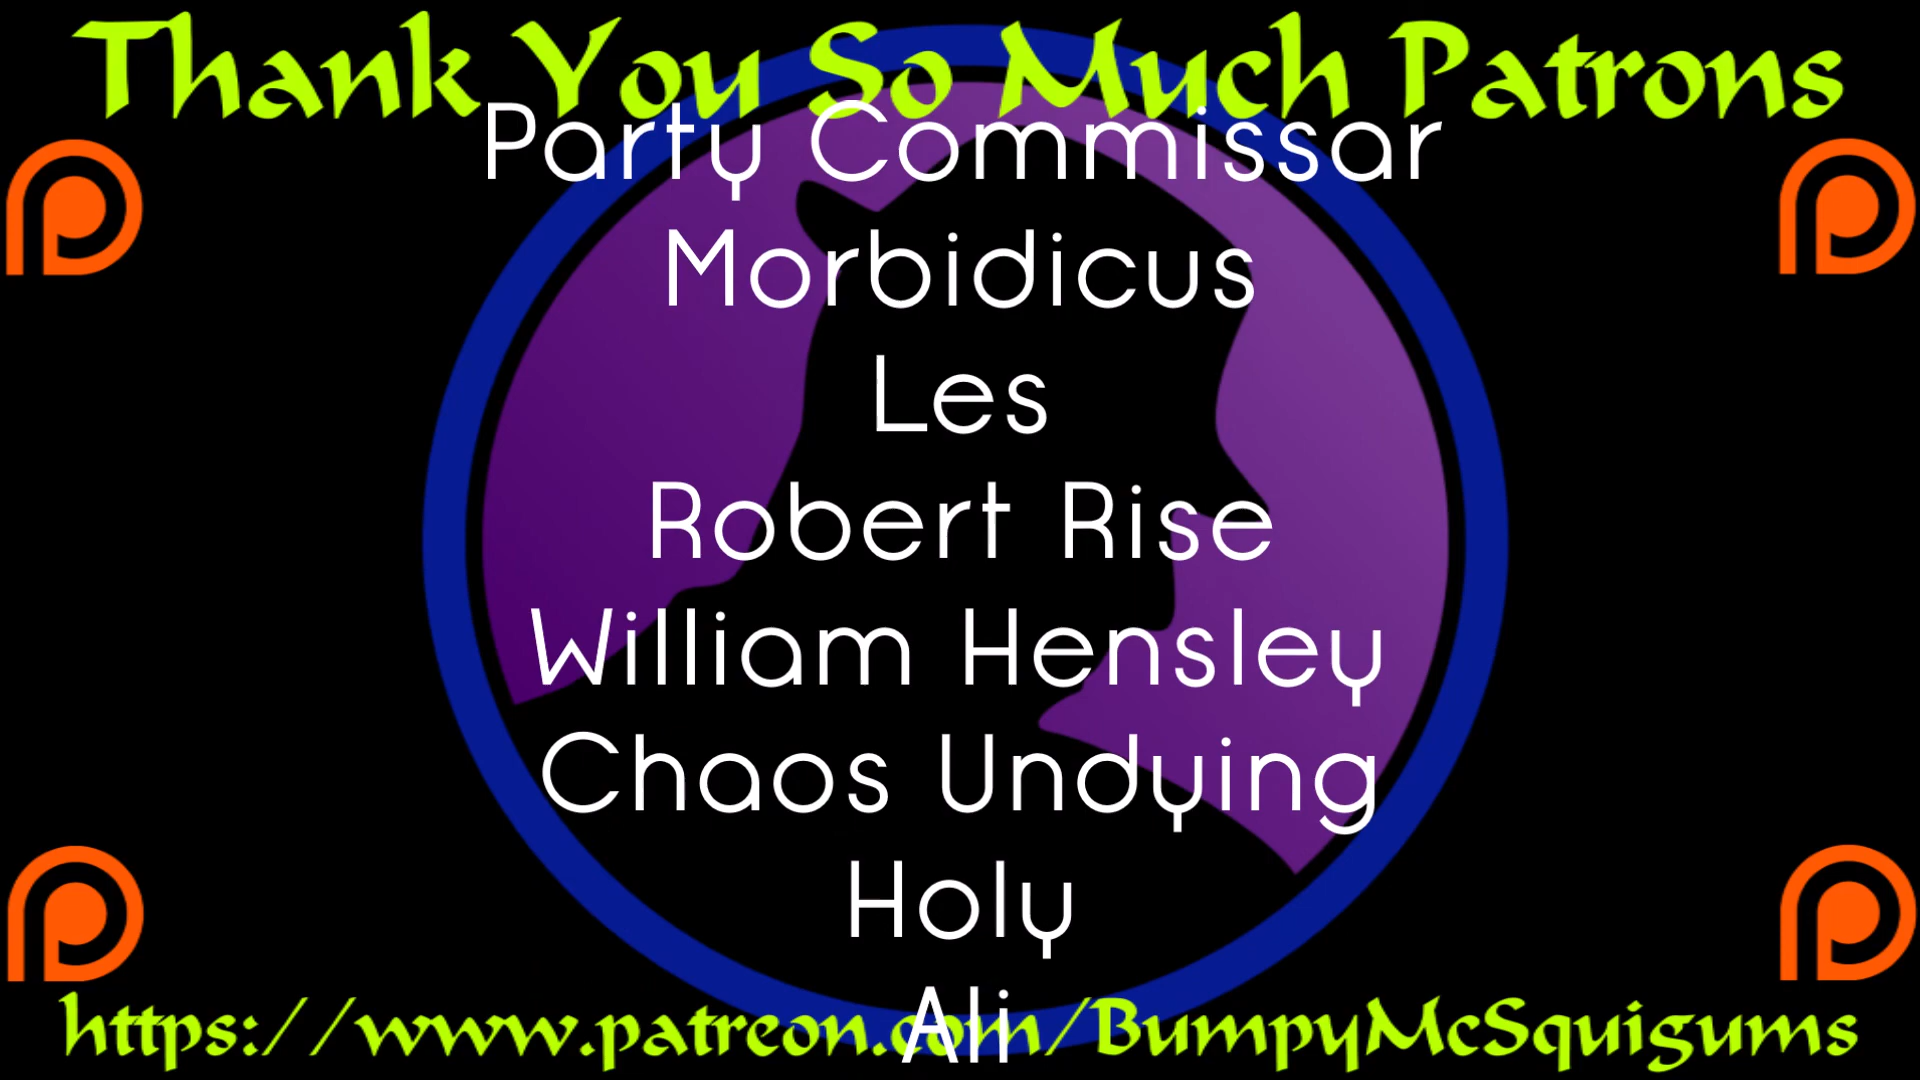 Thank You So Much Patrons
Party Commissar
Morbidicus
Les
Robert Rise
William Hensley
Chaos Undying
Holy
Ali
https://www.patreon.com/BumpyMcSquigums